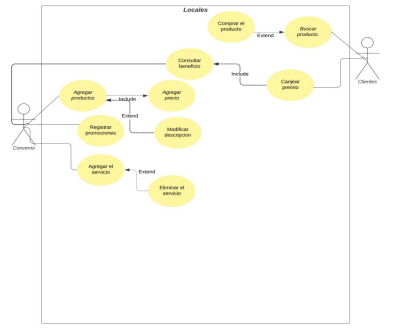 Locales
Comprar el
producto
Extend
Buscar
producto.
Clientes
Consultar
beneficio
Include
Canjear
premio
Agregar
productos
Include
Agregar
precio
Extend
Registrar
promociones
Modificar
descripcion
Convenio
Agregar el
servicio
Extend
Eliminar el
servicio